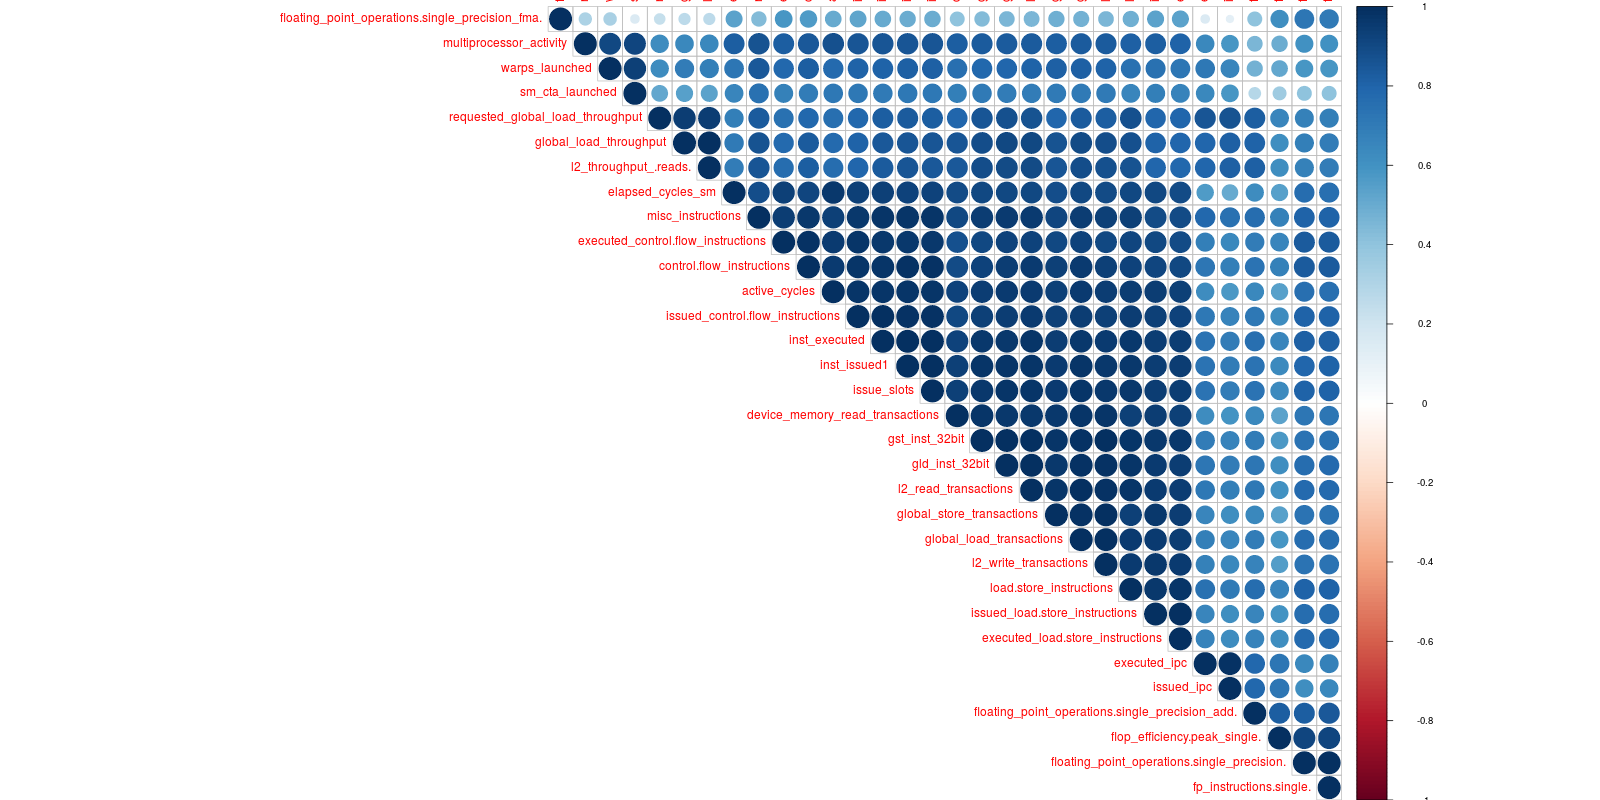 floating_point_operations.single_precision_fma.
multiprocessor_activity
warps_launched
sm_cta_launched
requested_global_load_throughput
global_load_throughput
l2_throughput_.reads.
elapsed_cycles_sm
misc_instructions
executed_control.flow_instructions
control.flow_instructions
active_cycles
issued_control.flow_instructions
inst_executed
inst_issued1
issue_slots
device_memory_read_transactions
gst_inst_32bit
gld_inst_32bit
l2_read_transactions
global_store_transactions
global_load_transactions
l2_write_transactions
load.store_instructions
issued_load.store_instructions
executed_load.store_instructions
executed_ipc
issued_ipc
floating_point_operations.single_precision_add.
flop_efficiency.peak_single.
floating_point_operations.single_precision.
fp_instructions.single.
1
0.8
0.6
0.4
0.2
0
-0.2
-0.4
-0.6
-0.8